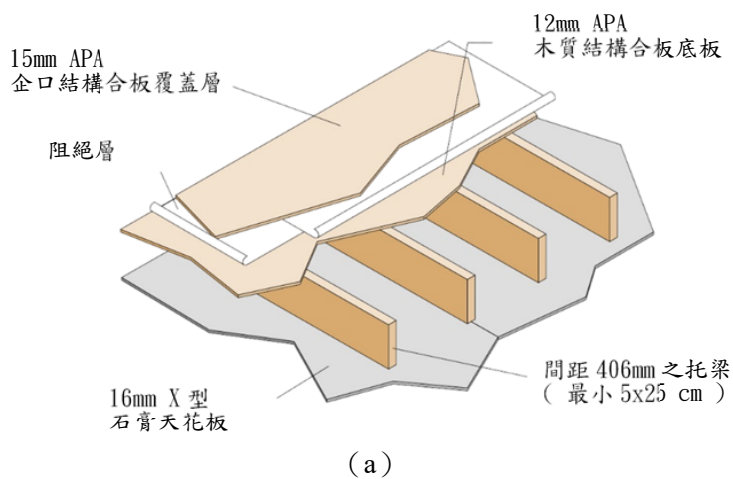 12mm APA
木質結構合板底板
15mm APA
企口結構合板覆蓋層
阻絕層
間距 406mm 之托梁
( 最小 5x25 cm )
16mm X 型
石膏天花板
(a)